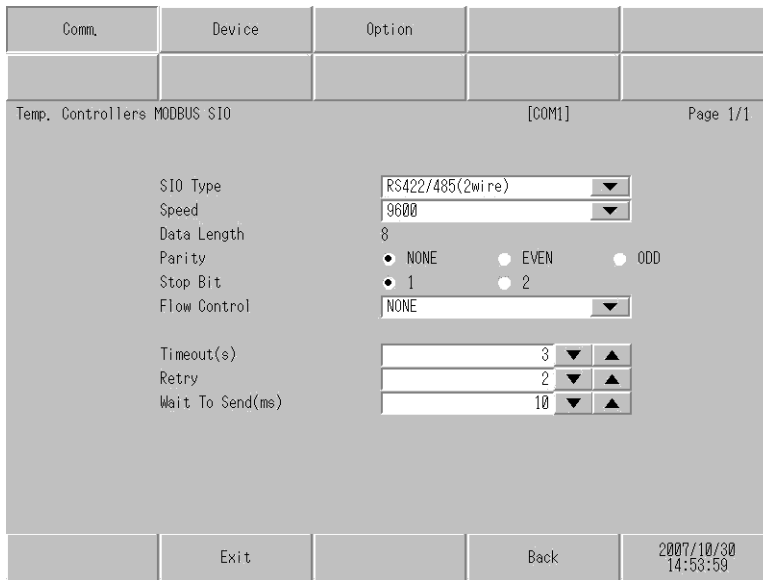 Comm. Device Option
Temp. Controllers MODBUS SIO [COM1] Page 1/1
SIO Type RS422/485(2wire)
Speed 9600
Data Length 8
Parity NONE EVEN ODD
Stop Bit 1 2
Flow Control NONE
Timeout(s) 3
Retry 2
Wait To Send(ms) 10
Exit Back 2007/10/30
14:53:59